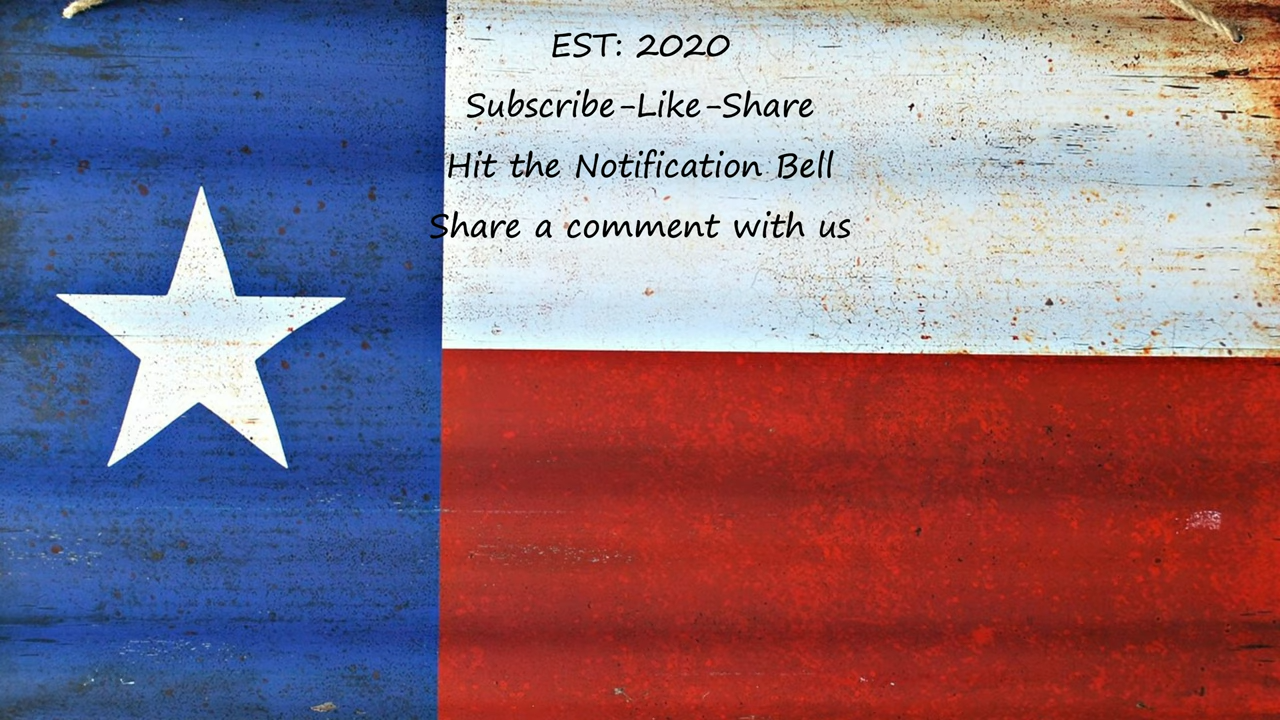 EST: 2020
Subscribe-Like-Share
Hit the Notification Bell
Share a comment with us